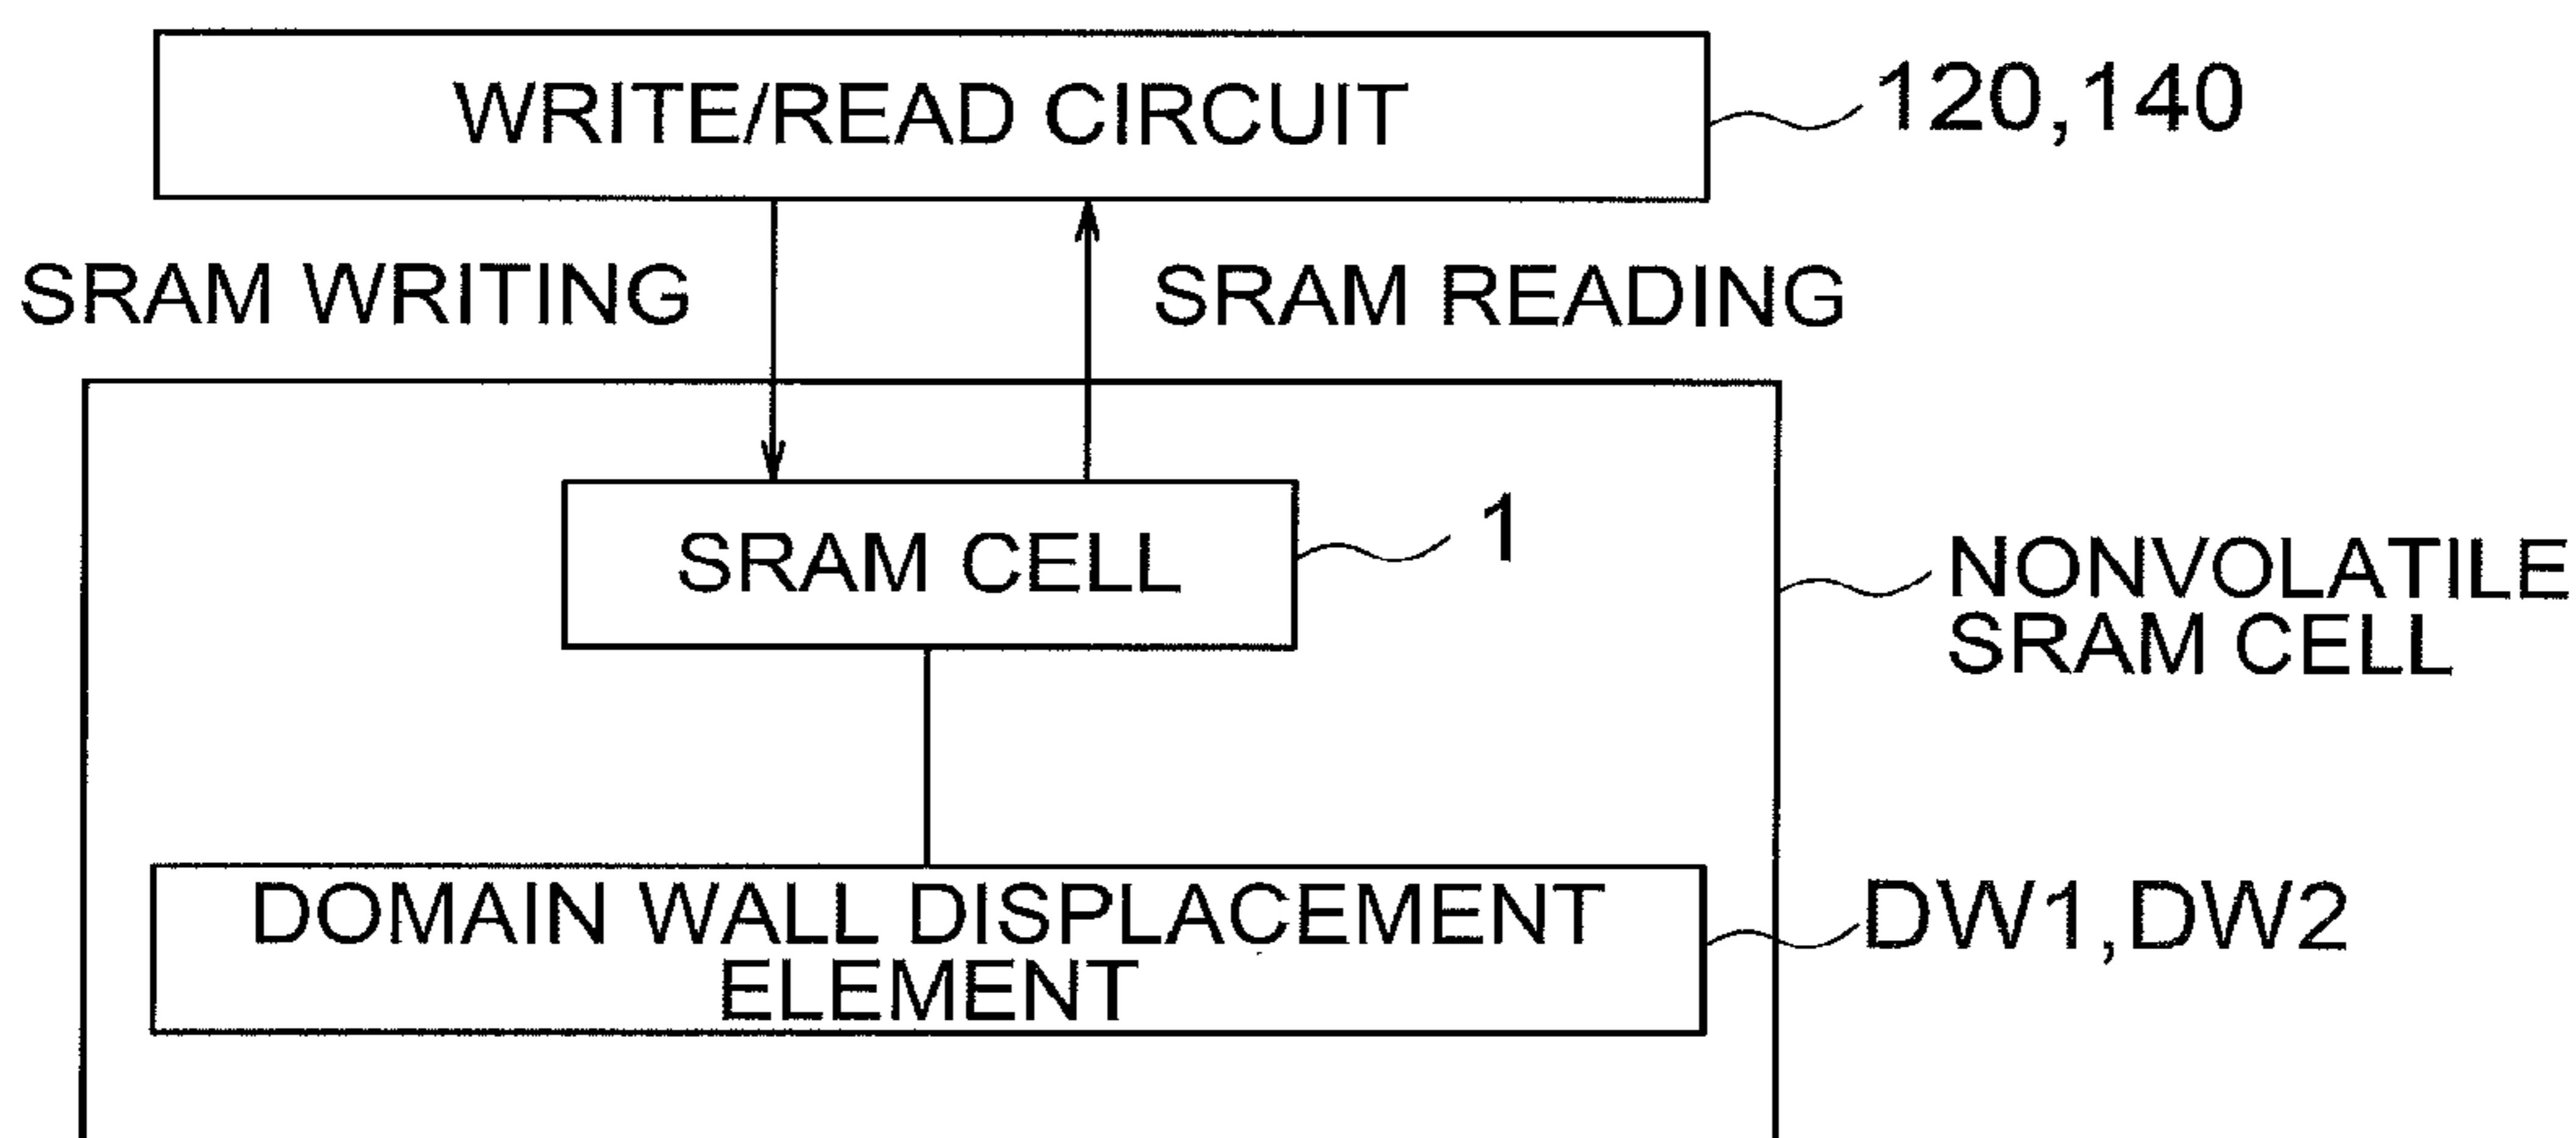 WRITE/READ CIRCUIT
120,140
SRAM WRITING
SRAM READING
SRAM CELL
1
NONVOLATILE
SRAM CELL
DOMAIN WALL DISPLACEMENT
ELEMENT
DW1,DW2